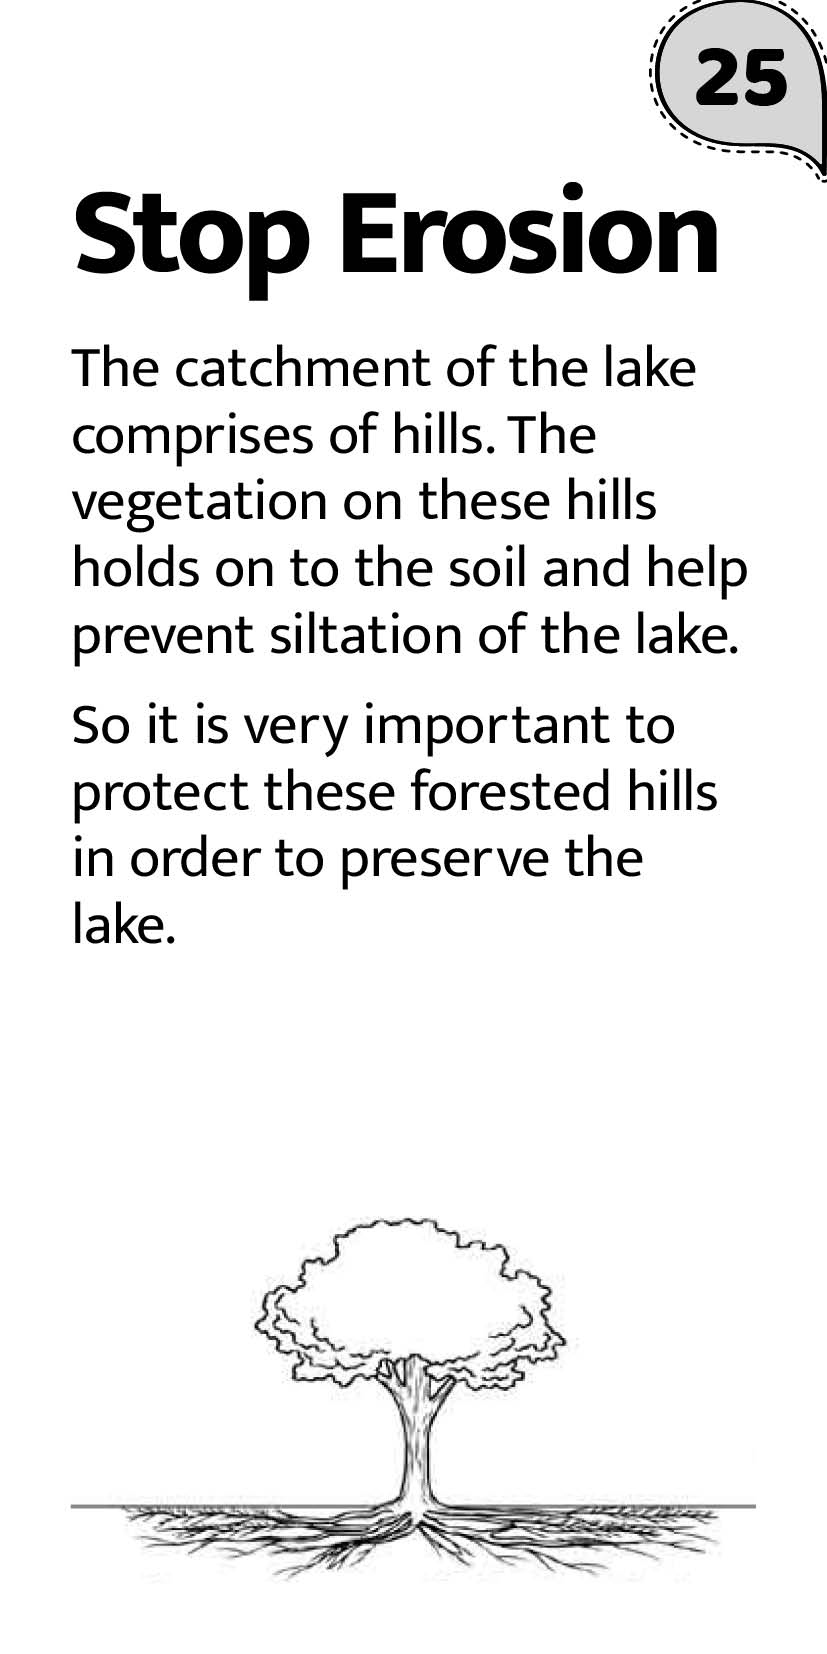 25
Stop Erosion
The catchment of the lake
comprises of hills. The
vegetation on these hills
holds on to the soil and help
prevent siltation of the lake.
So it is very important to
protect these forested hills
in order to preserve the
lake.